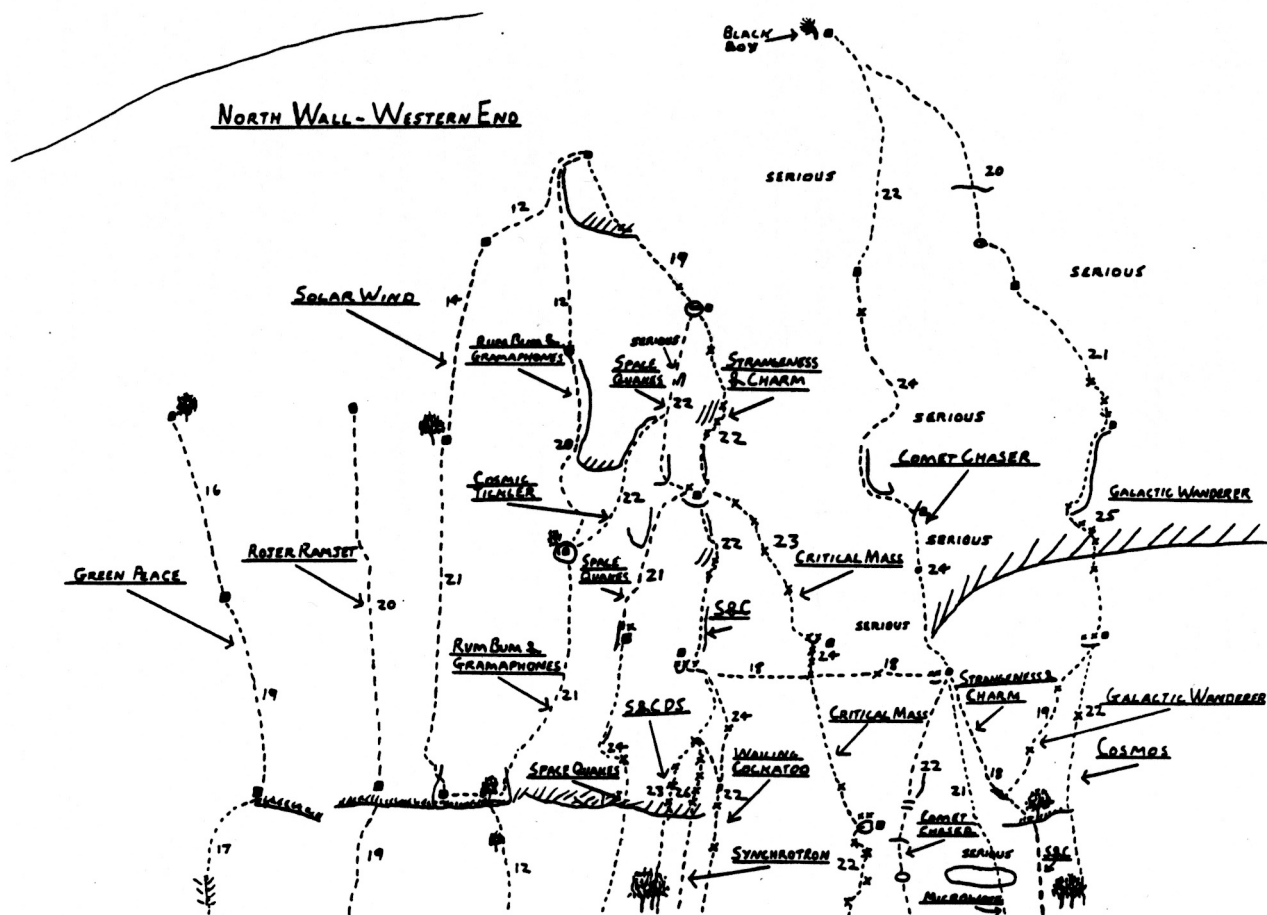 BLACK
BOY
NORTH WALL - WESTERN END
20
SERIOUS
22
12
19
SERIOUS
SOLAR WIND
14
12
RUM BUM &
GRAMAPHONES
SERIOUS
SPACE
QUAKES
STRANGENESS
& CHARM
21
22
24
SERIOUS
20
22
COMET CHASER
COSMIC
TICKLER
22
GALACTIC WANDERER
16
25
SERIOUS
ROJER RAMJET
22
23
CRITICAL MASS
GREEN PEACE
21
SPACE
QUAKES
21
24
20
S&C
SERIOUS
RUM BUM &
GRAMAPHONES
24
18
18
STRANGENESS &
CHARM
19
21
S&CDS
24
CRITICAL MASS
19
22
GALACTIC WANDERER
COSMOS
24
WAILING
COCKATOO
22
SPACE QUAKES
23
26
22
21
18
COMET
CHASER
17
19
12
SYNCHROTRON
22
SERIOUS
S&C